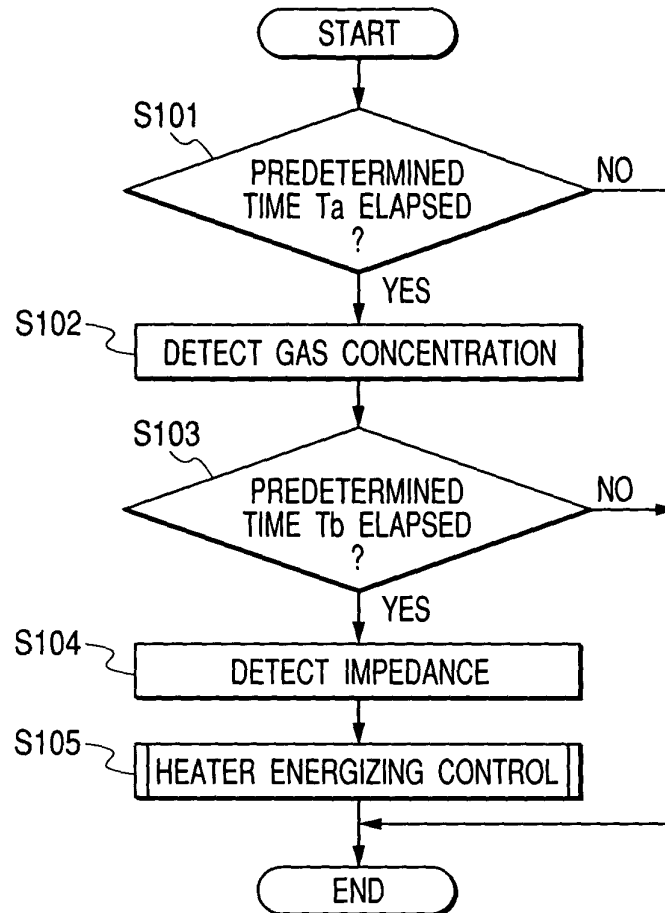 START
S101
PREDETERMINED
TIME Ta ELAPSED
?
NO
YES
S102
DETECT GAS CONCENTRATION
S103
PREDETERMINED
TIME Tb ELAPSED
?
NO
YES
S104
DETECT IMPEDANCE
S105
HEATER ENERGIZING CONTROL
END